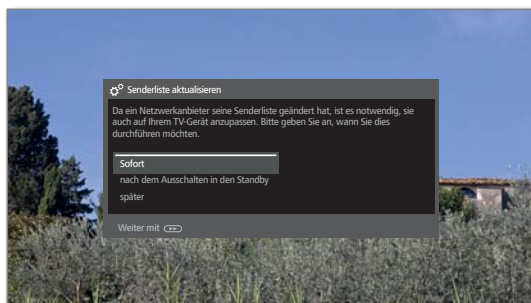 Senderliste aktualisieren
Da ein Netzwerkanbieter seine Senderliste geändert hat, ist es notwendig, sie
auch auf Ihrem TV-Gerät anzupassen. Bitte geben Sie an, wann Sie dies
durchführen möchten.
Sofort
nach dem Ausschalten in den Standby
später
Weiter mit